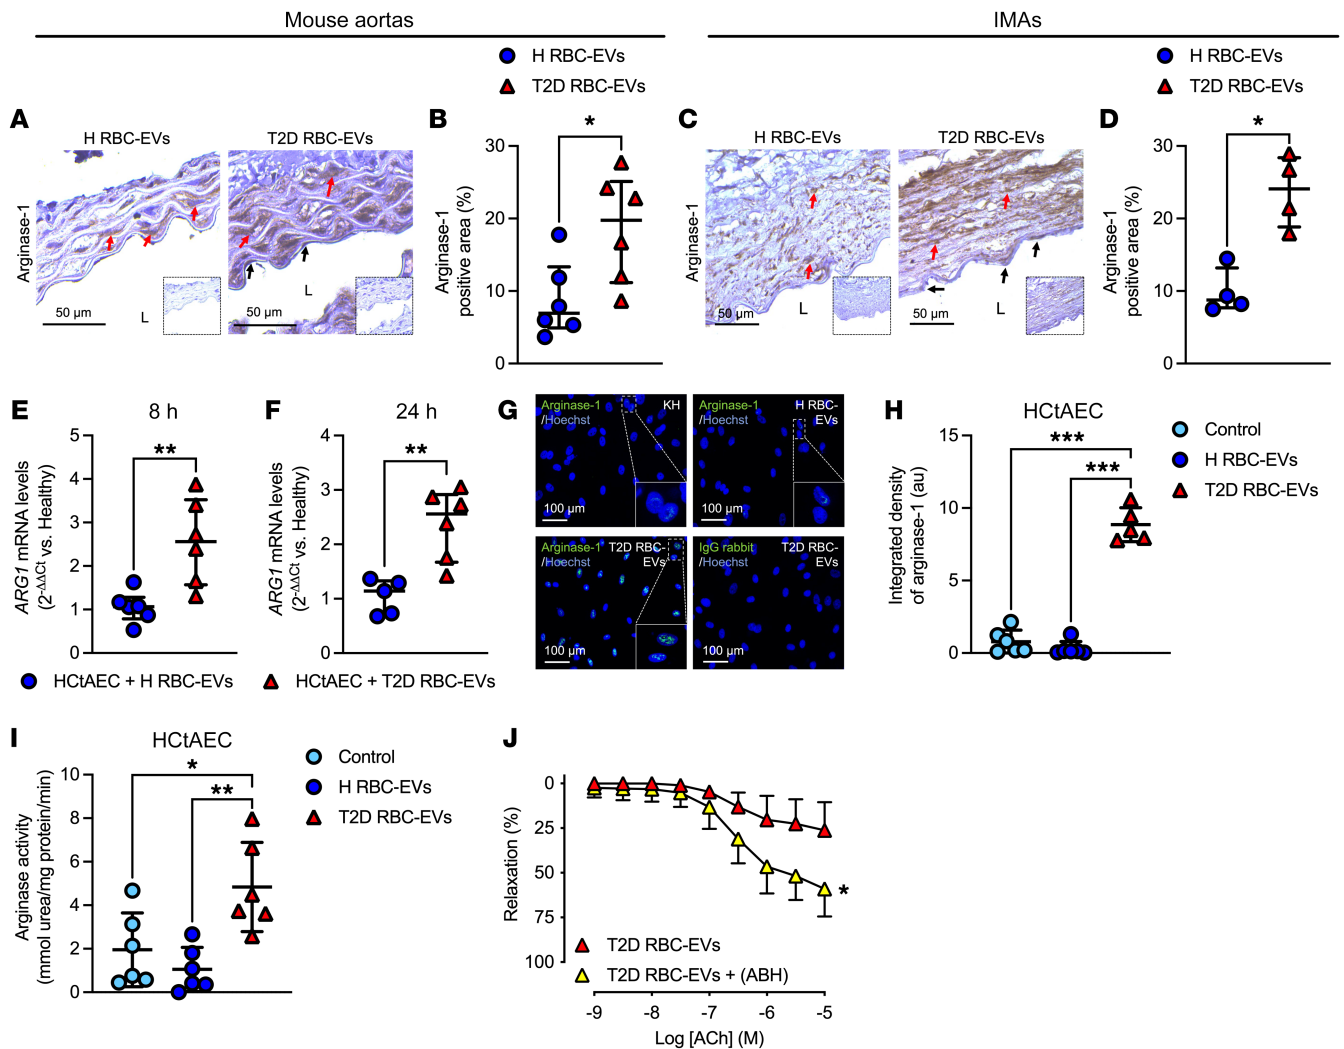 Mouse aortas
IMAs
H RBC-EVs
T2D RBC-EVs
H RBC-EVs
T2D RBC-EVs
A
H RBC-EVs
T2D RBC-EVs
Arginase-1
50 µm
L
50 µm
L
B
*
Arginase-1
positive area (%)
30
20
10
0
C
H RBC-EVs
T2D RBC-EVs
Arginase-1
50 µm
L
50 µm
L
D
*
Arginase-1
positive area (%)
30
20
10
0
E
8 h
**
ARG1 mRNA levels
(2-ΔΔCt vs. Healthy)
5
4
3
2
1
0
F
24 h
**
ARG1 mRNA levels
(2-ΔΔCt vs. Healthy)
4
3
2
1
0
HCtAEC + H RBC-EVs
HCtAEC + T2D RBC-EVs
G
Arginase-1
/Hoechst
KH
100 µm
Arginase-1
/Hoechst
H RBC-
EVs
100 µm
Arginase-1
/Hoechst
T2D RBC-
EVs
100 µm
IgG rabbit
/Hoechst
T2D RBC-
EVs
100 µm
H
HCtAEC
***
***
Integrated density
of arginase-1 (au)
15
10
5
0
Control
H RBC-EVs
T2D RBC-EVs
I
HCtAEC
*
**
Arginase activity
(mmol urea/mg protein/min)
10
8
6
4
2
0
Control
H RBC-EVs
T2D RBC-EVs
J
Relaxation (%)
0
25
50
75
100
*
T2D RBC-EVs
T2D RBC-EVs + (ABH)
-9 -8 -7 -6 -5
Log [ACh] (M)